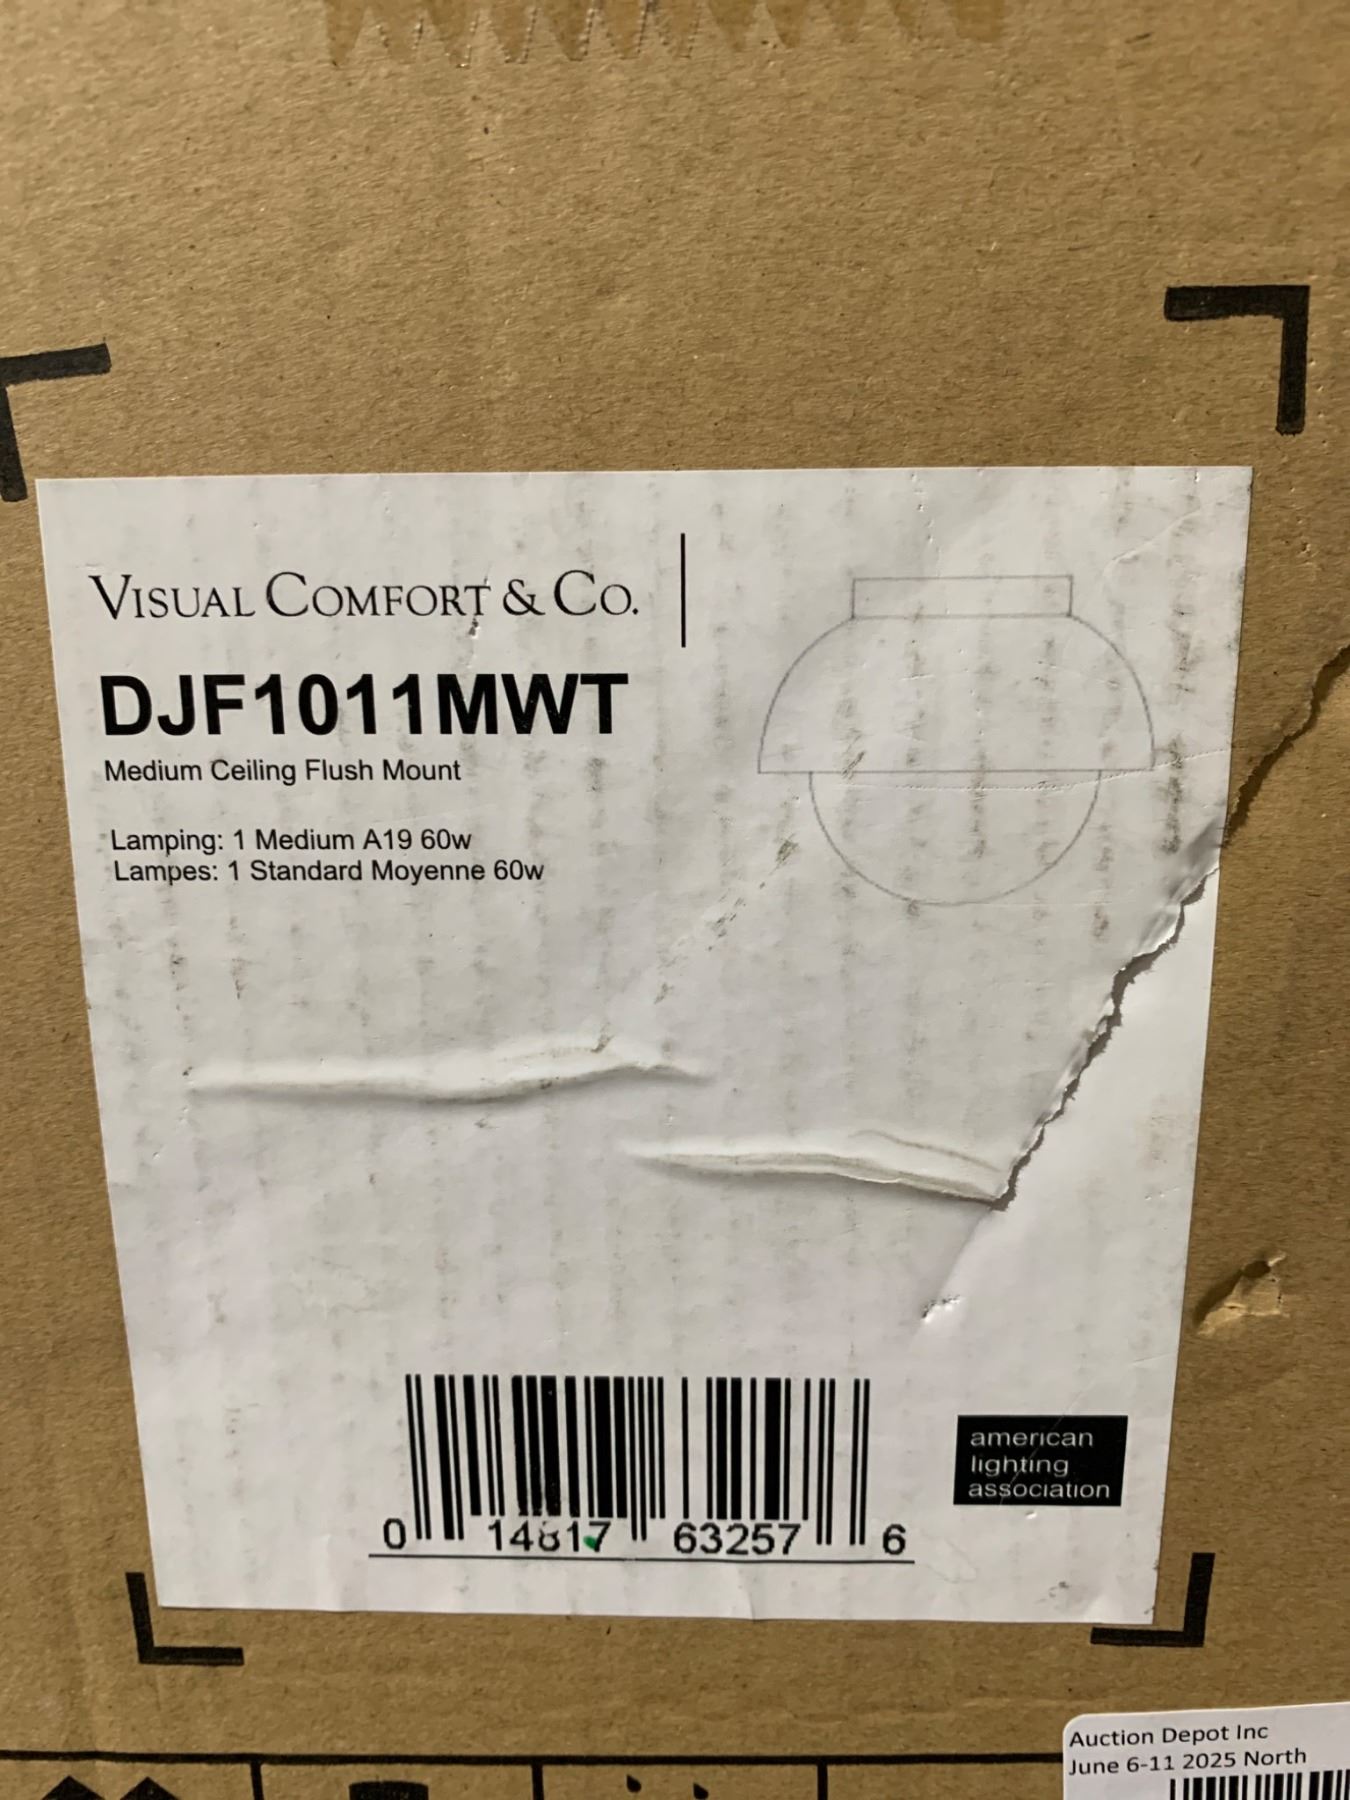 VISUAL COMFORT & CO.
DJF1011MWT
Medium Ceiling Flush Mount
Lamping: 1 Medium A19 60w
Lampes: 1 Standard Moyenne 60w
american
lighting
association
0 14817 63257 6
Auction Depot Inc
June 6-11 2025 North